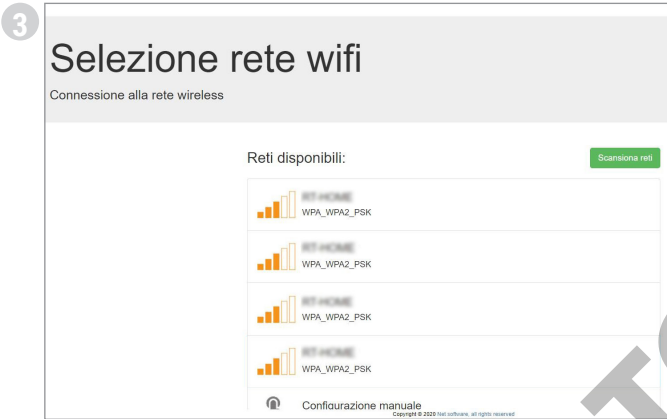 3
Selezione rete wifi
Connessione alla rete wireless
Reti disponibili:
Scansiona reti
RT-HOME
WPA_WPA2_PSK
RT-HOME
WPA_WPA2_PSK
RT-HOME
WPA_WPA2_PSK
RT-HOME
WPA_WPA2_PSK
Configurazione manuale
Copyright © 2020 Net software, all rights reserved